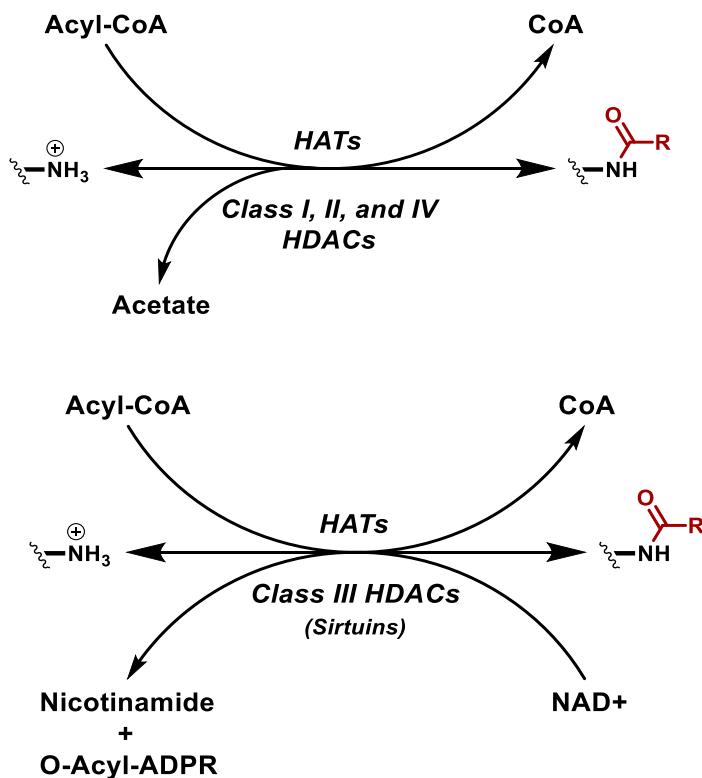 Acyl-CoA
CoA
HATs
O
R
⊕
NH3
NH
Class I, II, and IV
HDACs
Acetate
Acyl-CoA
CoA
HATs
O
R
⊕
NH3
NH
Class III HDACs
(Sirtuins)
Nicotinamide
+
O-Acyl-ADPR
NAD+